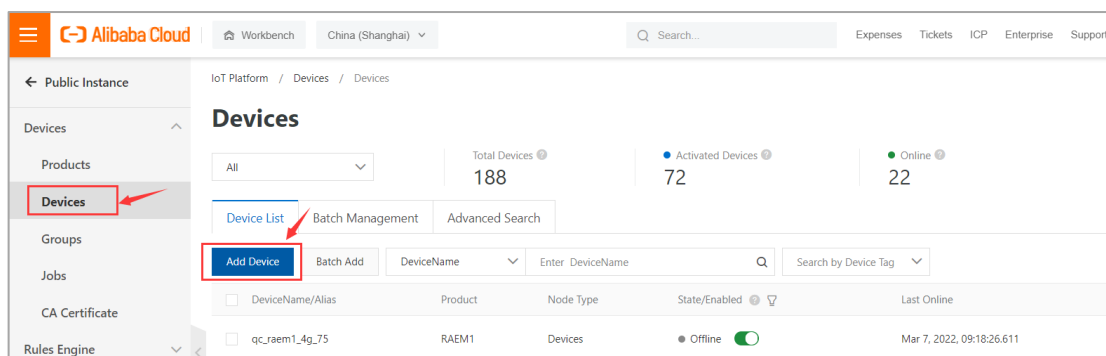 Alibaba Cloud Workbench China (Shanghai) Search... Expenses Tickets ICP Enterprise Support
Public Instance
IoT Platform / Devices / Devices
Devices
Devices
Products
Devices
Groups
Jobs
CA Certificate
Rules Engine
All
Total Devices
188
Activated Devices
72
Online
22
Device List Batch Management Advanced Search
Add Device Batch Add DeviceName Enter DeviceName Search by Device Tag
DeviceName/Alias Product Node Type State/Enabled Last Online
qc_raem1_4g_75 RAEM1 Devices Offline Mar 7, 2022, 09:18:26.611